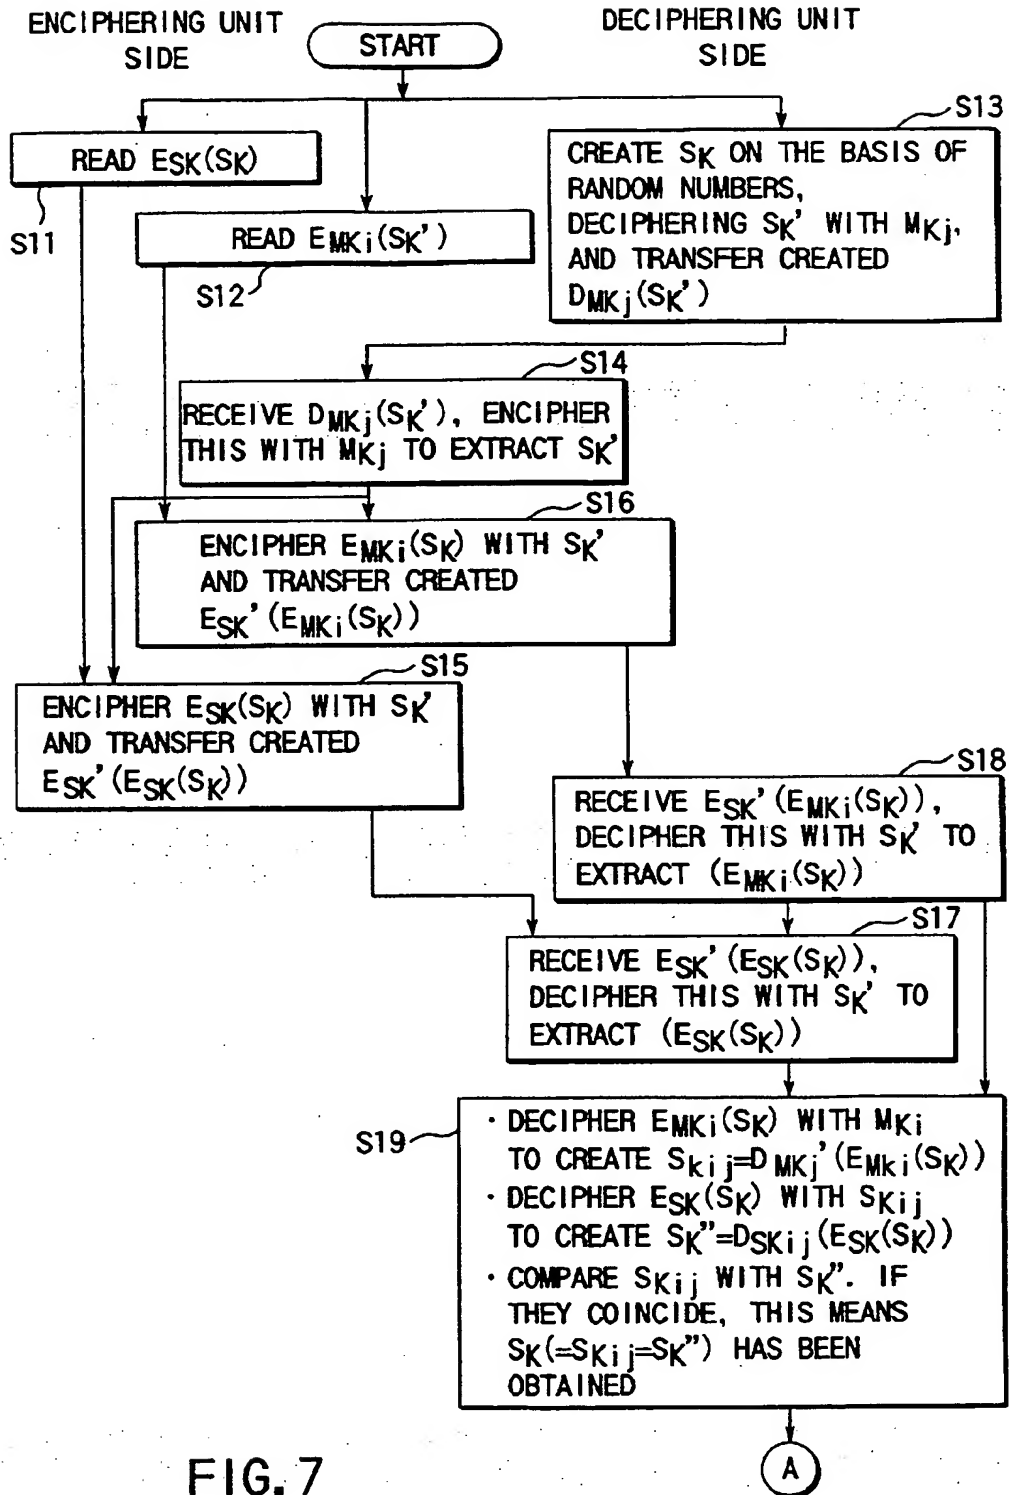 ENCIPHERING UNIT
SIDE
START
DECIPHERING UNIT
SIDE
READ ESK(SK)
S11
READ EMKi(SK')
S12
S13
CREATE SK ON THE BASIS OF
RANDOM NUMBERS,
DECIPHERING SK' WITH MKj,
AND TRANSFER CREATED
DMKj(SK')
S14
RECEIVE DMKj(SK'), ENCIPHER
THIS WITH MKj TO EXTRACT SK'
S16
ENCIPHER EMKi(SK) WITH SK'
AND TRANSFER CREATED
ESK'(EMKi(SK))
S15
ENCIPHER ESK(SK) WITH SK'
AND TRANSFER CREATED
ESK'(ESK(SK))
S18
RECEIVE ESK'(EMKi(SK)),
DECIPHER THIS WITH SK' TO
EXTRACT (EMKi(SK))
S17
RECEIVE ESK'(ESK(SK)),
DECIPHER THIS WITH SK' TO
EXTRACT (ESK(SK))
S19
· DECIPHER EMKi(SK) WITH MKi
TO CREATE Skij=DMKj'(EMki(SK))
· DECIPHER ESK(SK) WITH SKij
TO CREATE SK"=DSKij(ESK(SK))
· COMPARE SKij WITH SK". IF
THEY COINCIDE, THIS MEANS
SK(=SKij=SK") HAS BEEN
OBTAINED
A
FIG. 7